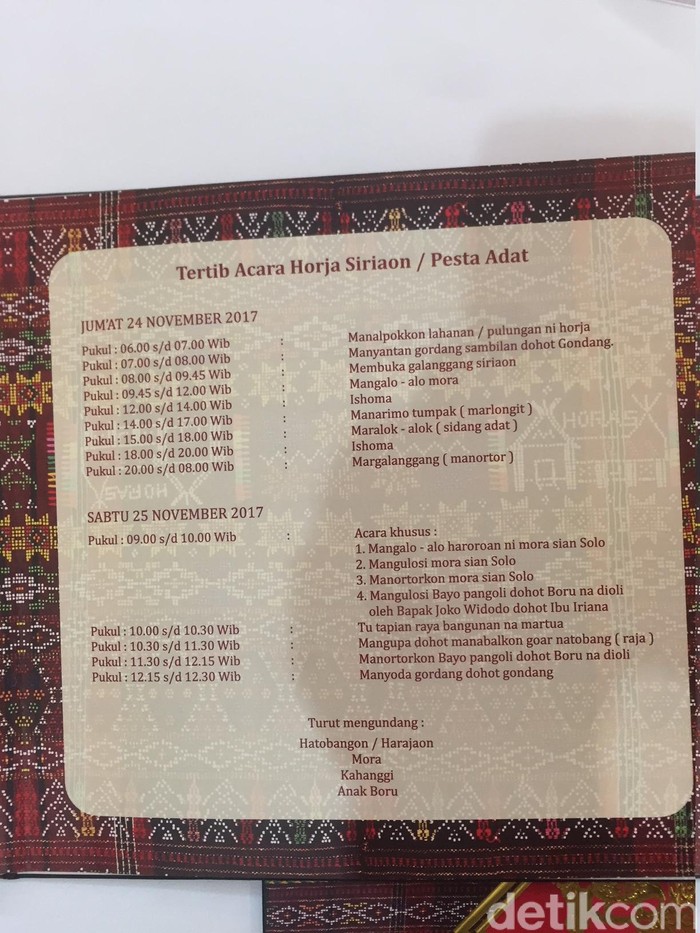 Tertib Acara Horja Siriaon / Pesta Adat
JUM'AT 24 NOVEMBER 2017
Pukul : 06.00 s/d 07.00 Wib : Manalpokkon lahanan / pulungan ni horja
Pukul : 07.00 s/d 08.00 Wib : Manyantan gordang sambilan dohot Gondang.
Pukul : 08.00 s/d 09.45 Wib : Membuka galanggang siriaon
Pukul : 09.45 s/d 12.00 Wib : Mangalo - alo mora
Pukul : 12.00 s/d 14.00 Wib : Ishoma
Pukul : 14.00 s/d 17.00 Wib : Manarimo tumpak ( marlongit )
Pukul : 15.00 s/d 18.00 Wib : Maralok - alok ( sidang adat )
Pukul : 18.00 s/d 20.00 Wib : Ishoma
Pukul : 20.00 s/d 08.00 Wib : Margalanggang ( manortor )
SABTU 25 NOVEMBER 2017
Pukul : 09.00 s/d 10.00 Wib : Acara khusus :
1. Mangalo - alo haroroan ni mora sian Solo
2. Mangulosi mora sian Solo
3. Manortorkon mora sian Solo
4. Mangulosi Bayo pangoli dohot Boru na dioli
oleh Bapak Joko Widodo dohot Ibu Iriana
Pukul : 10.00 s/d 10.30 Wib : Tu tapian raya bangunan na martua
Pukul : 10.30 s/d 11.30 Wib : Mangupa dohot manabalkon goar natobang ( raja )
Pukul : 11.30 s/d 12.15 Wib : Manortorkon Bayo pangoli dohot Boru na dioli
Pukul : 12.15 s/d 12.30 Wib : Manyoda gordang dohot gondang
Turut mengundang :
Hatobangon / Harajaon
Mora
Kahanggi
Anak Boru
HORAS
HORAS
detikcom